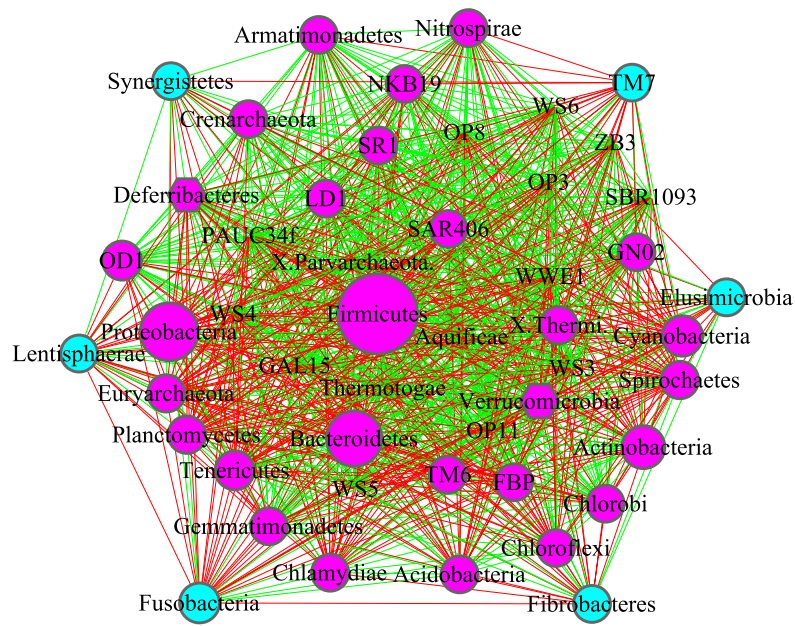 Nitrospirae
Armatimonadetes
Synergistetes
NKB19
TM7
WS6
Crenarchaeota
OP8
ZB3
SR1
OP3
Deferribacteres
LD1
SBR1093
PAUC34f
SAR406
GN02
OD1
X.Parvarchaeota.
WWE1
Elusimicrobia
WS4
Firmicutes
Proteobacteria
X.Thermi.
Cyanobacteria
Aquificae
Lentisphaerae
GAL15
WS3
Spirochaetes
Thermotogae
Euryarchaeota
Verrucomicrobia
Planctomycetes
Bacteroidetes
OP11
Actinobacteria
Tenericutes
TM6
FBP
WS5
Chlorobi
Gemmatimonadetes
Chloroflexi
Chlamydiae
Acidobacteria
Fusobacteria
Fibrobacteres